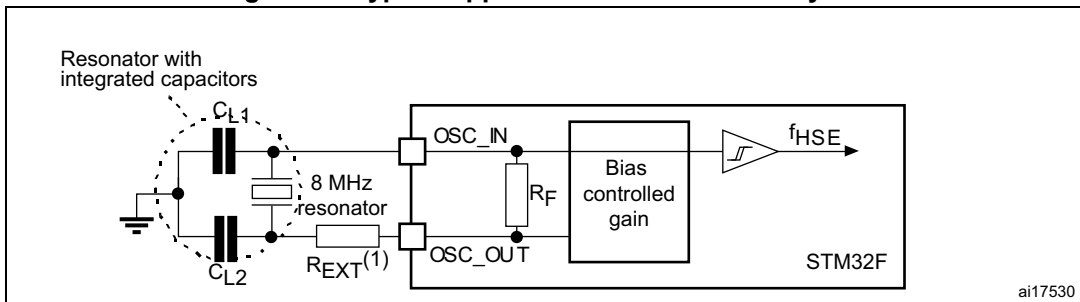 Resonator with
integrated capacitors
CL1
OSC_IN
fHSE
8 MHz
resonator
RF
Bias
controlled
gain
REXT(1)
OSC_OUT
CL2
STM32F
ai17530